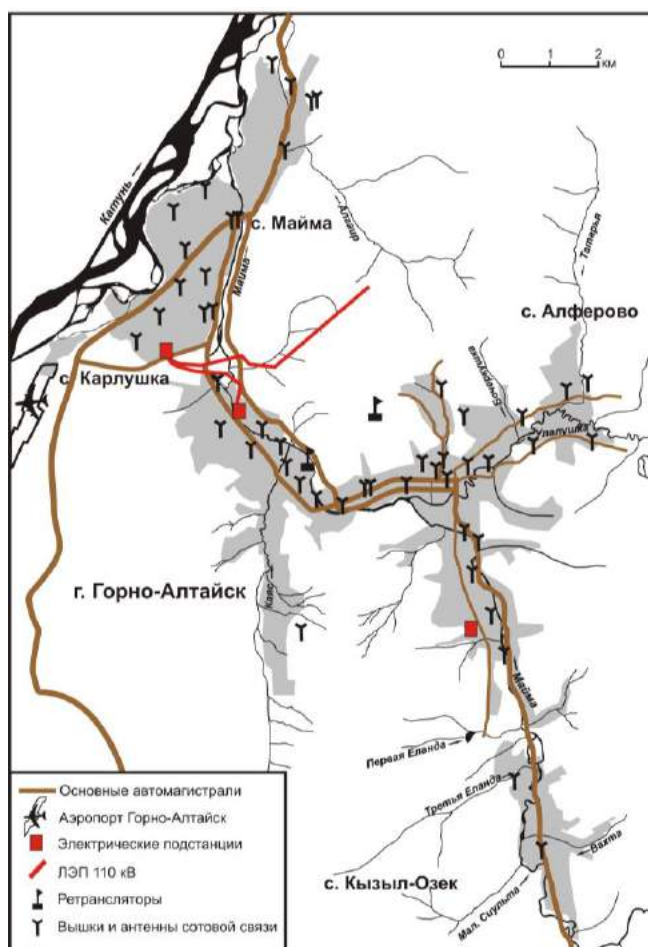 0 1 2
км
Катунь
с. Майма
Майма
Алгаир
Татарья
с. Алферово
с. Карлушка
Бочкаревушка
Улалушка
г. Горно-Алтайск
Каяс
Майма
Первая Еланда
Третья Еланда
Вахта
с. Кызыл-Озек
Мал. Сиульта
Основные автомагистрали
Аэропорт Горно-Алтайск
Электрические подстанции
ЛЭП 110 кВ
Ретрансляторы
Вышки и антенны сотовой связи